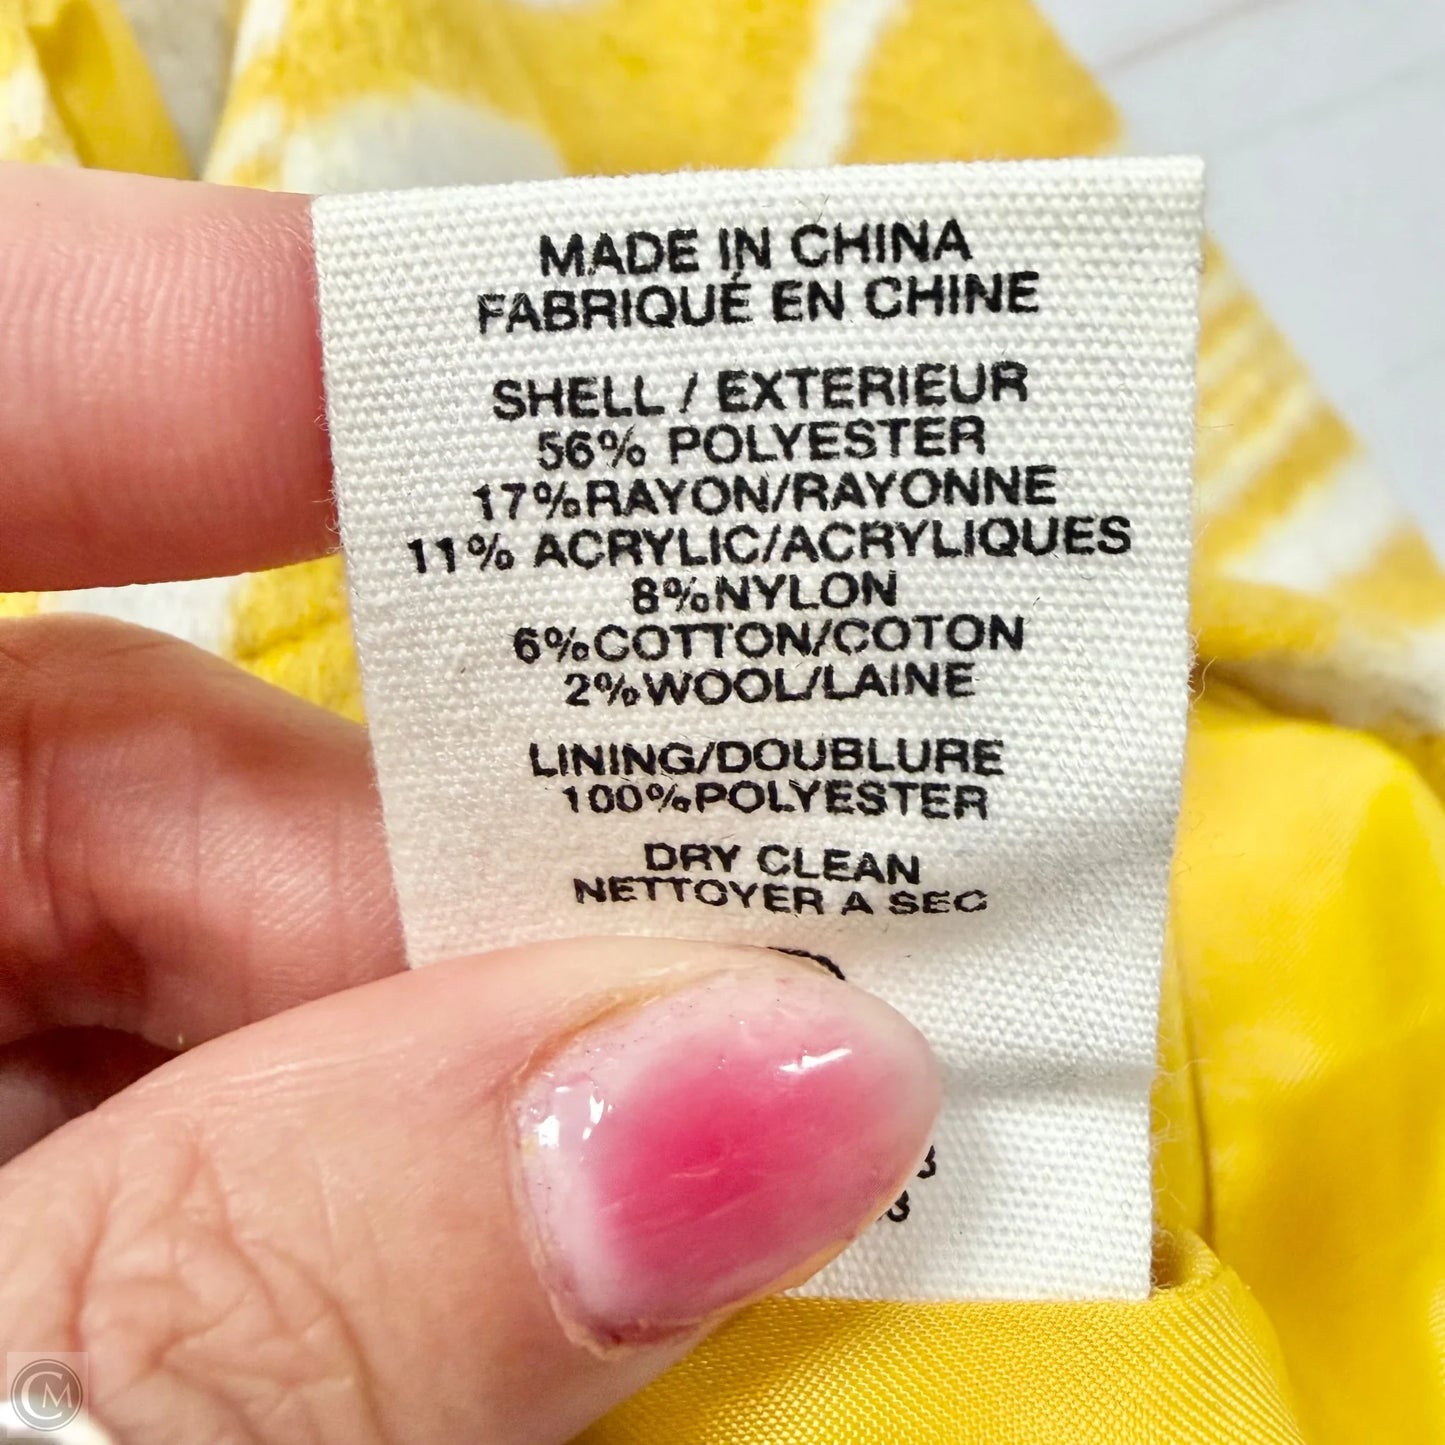 MADE IN CHINA
FABRIQUÉ EN CHINE
SHELL / EXTERIEUR
56% POLYESTER
17%RAYON/RAYONNE
11% ACRYLIC/ACRYLIQUES
8%NYLON
6%COTTON/COTON
2%WOOL/LAINE
LINING/DOUBLURE
100%POLYESTER
DRY CLEAN
NETTOYER A SEC
CM